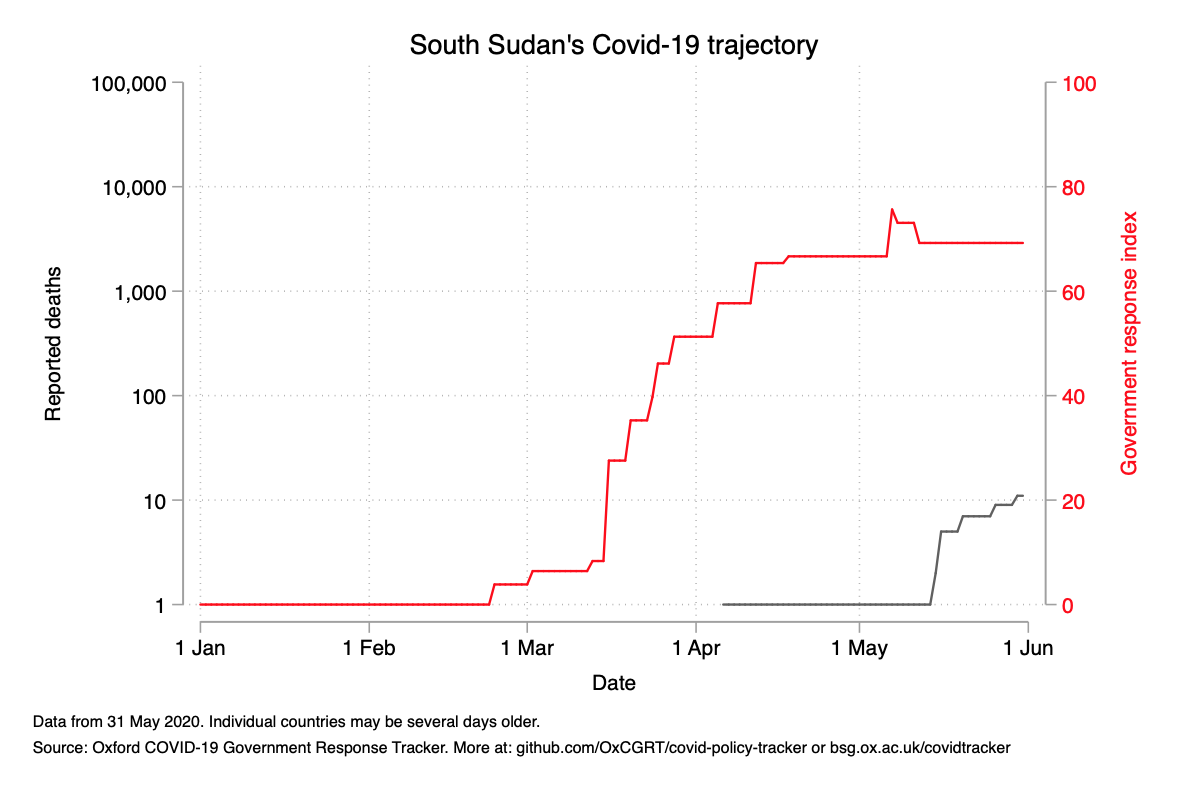 South Sudan's Covid-19 trajectory
100,000
10,000
1,000
100
10
1
Reported deaths
100
80
60
40
20
0
Government response index
1 Jan
1 Feb
1 Mar
1 Apr
1 May
1 Jun
Date
Data from 31 May 2020. Individual countries may be several days older.
Source: Oxford COVID-19 Government Response Tracker. More at: github.com/OxCGRT/covid-policy-tracker or bsg.ox.ac.uk/covidtracker